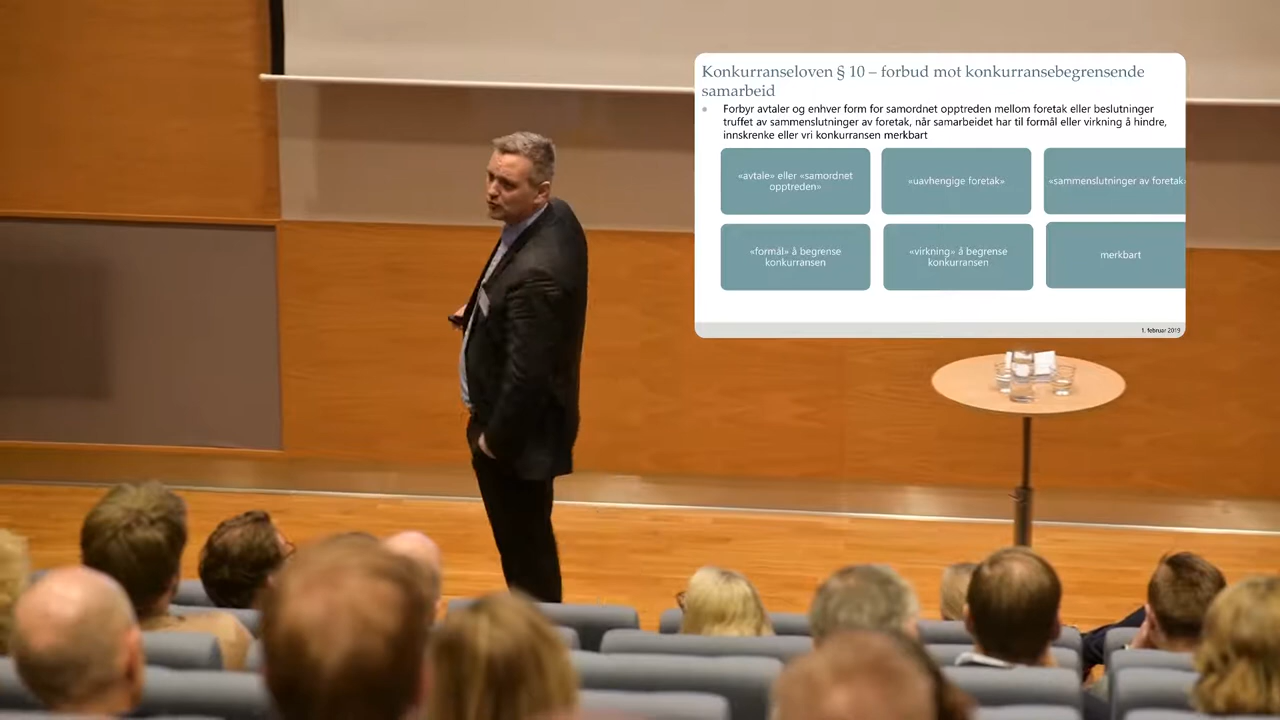 Konkurranseloven § 10 – forbud mot konkurransebegrensende
samarbeid
Forbyr avtaler og enhver form for samordnet opptreden mellom foretak eller beslutninger
truffet av sammenslutninger av foretak, når samarbeidet har til formål eller virkning å hindre,
innskrenke eller vri konkurransen merkbart
«avtale» eller «samordnet
opptreden»
«uavhengige foretak»
«sammenslutninger av foretak
«formål» å begrense
konkurransen
«virkning» å begrense
konkurransen
merkbart
1. februar 2019